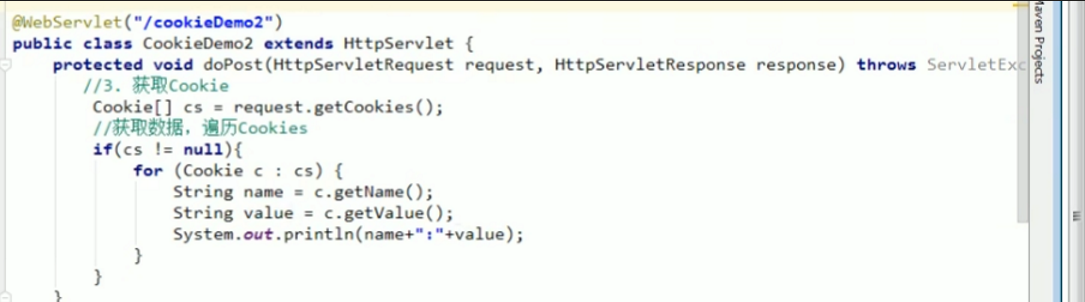 @WebServlet("/cookieDemo2")
public class CookieDemo2 extends HttpServlet {
protected void doPost(HttpServletRequest request, HttpServletResponse response) throws ServletExc
//3. 获取Cookie
Cookie[] cs = request.getCookies();
//获取数据，遍历Cookies
if(cs != null){
for (Cookie c : cs) {
String name = c.getName();
String value = c.getValue();
System.out.println(name+":"+value);
}
}
}
Maven Projects